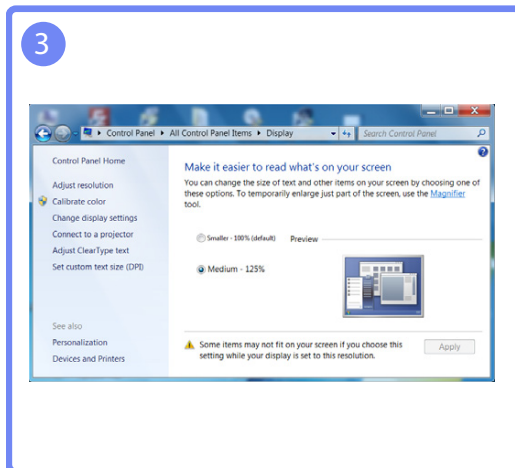 3
Control Panel ▸ All Control Panel Items ▸ Display
Search Control Panel
Control Panel Home
Adjust resolution
Calibrate color
Change display settings
Connect to a projector
Adjust ClearType text
Set custom text size (DPI)
See also
Personalization
Devices and Printers
Make it easier to read what's on your screen
You can change the size of text and other items on your screen by choosing one of
these options. To temporarily enlarge just part of the screen, use the Magnifier
tool.
Smaller - 100% (default)
Preview
Medium - 125%
Some items may not fit on your screen if you choose this
setting while your display is set to this resolution.
Apply